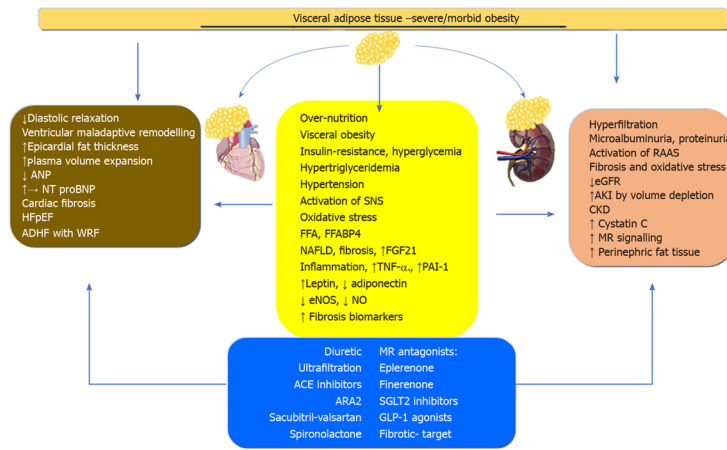 Visceral adipose tissue –severe/morbid obesity
↓Diastolic relaxation
Ventricular maladaptive remodelling
↑Epicardial fat thickness
↑plasma volume expansion
↓ ANP
↑→ NT proBNP
Cardiac fibrosis
HFpEF
ADHF with WRF
Over-nutrition
Visceral obesity
Insulin-resistance, hyperglycemia
Hypertriglyceridemia
Hypertension
Activation of SNS
Oxidative stress
FFA, FFABP4
NAFLD, fibrosis, ↑FGF21
Inflammation, ↑TNF-α., ↑PAI-1
↑Leptin, ↓ adiponectin
↓ eNOS, ↓ NO
↑ Fibrosis biomarkers
Hyperfiltration
Microalbuminuria, proteinuria
Activation of RAAS
Fibrosis and oxidative stress
↓eGFR
↑AKI by volume depletion
CKD
↑ Cystatin C
↑ MR signalling
↑ Perinephric fat tissue
Diuretic
Ultrafiltration
ACE inhibitors
ARA2
Sacubitril-valsartan
Spironolactone
MR antagonists:
Eplerenone
Finerenone
SGLT2 inhibitors
GLP-1 agonists
Fibrotic- target